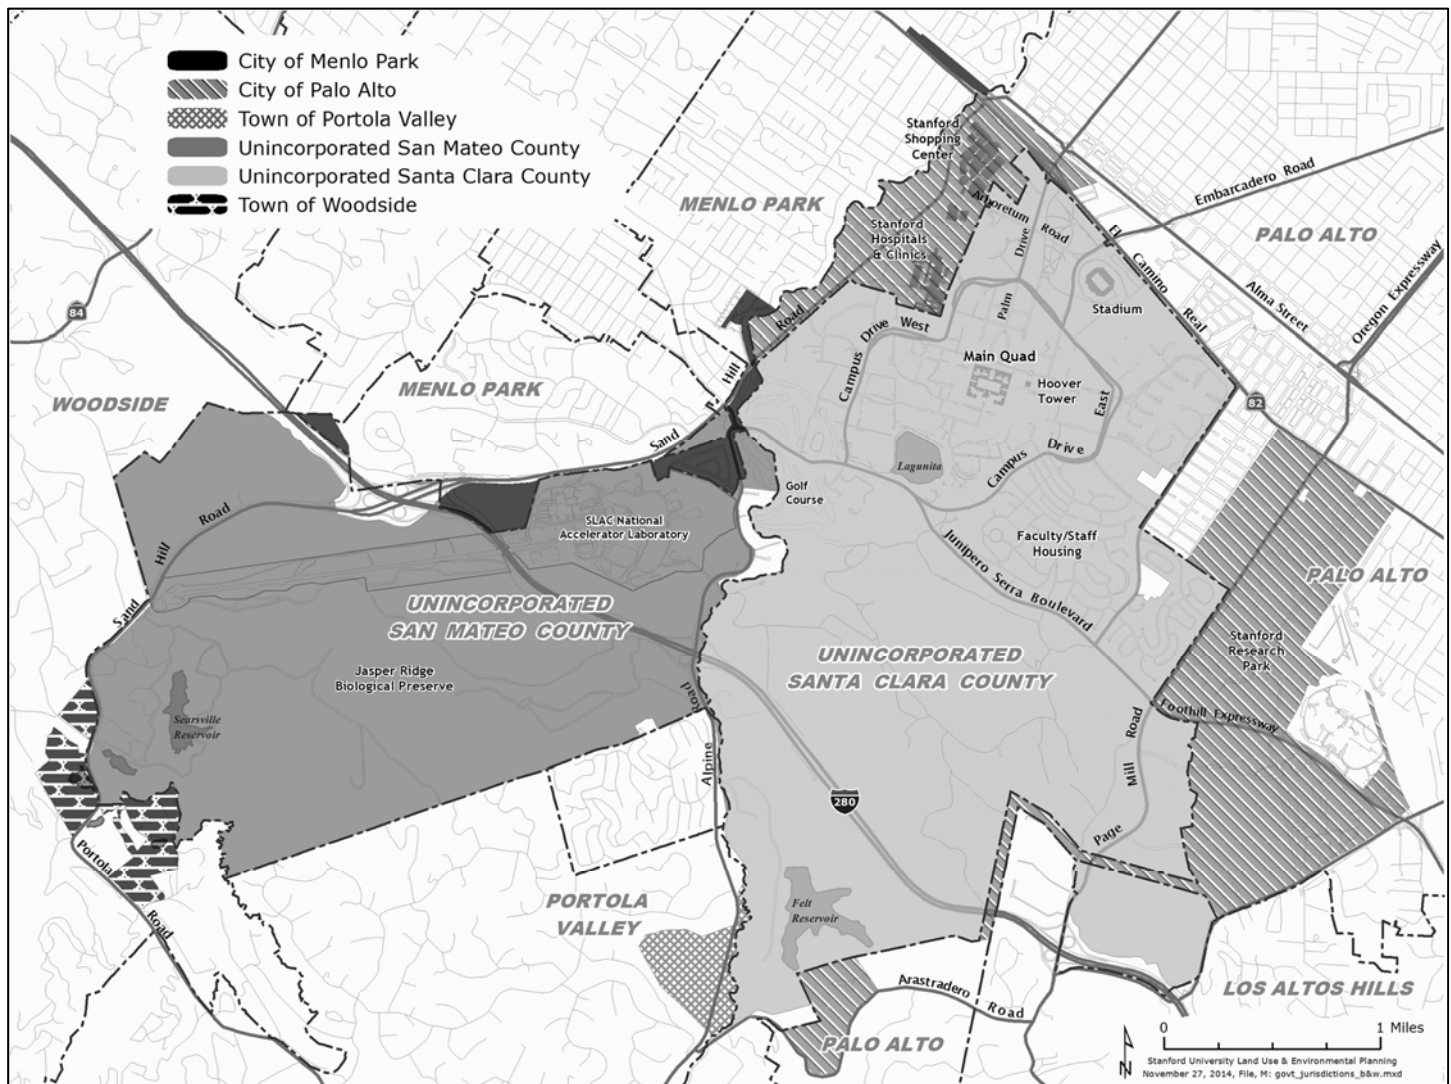 City of Menlo Park
City of Palo Alto
Town of Portola Valley
Unincorporated San Mateo County
Unincorporated Santa Clara County
Town of Woodside
Stanford
Shopping
Center
MENLO PARK
Arboretum Road
Embarcadero Road
Stanford
Hospitals
& Clinics
Palm Drive
El Camino Real
PALO ALTO
Alma Street
Oregon Expressway
84
Stadium
Sand Hill Road
Campus Drive West
Main Quad
Hoover
Tower
MENLO PARK
WOODSIDE
82
Campus Drive East
Lagunita
Golf
Course
SLAC National
Accelerator Laboratory
Faculty/Staff
Housing
Junipero Serra Boulevard
Sand Hill Road
PALO ALTO
UNINCORPORATED
SAN MATEO COUNTY
Stanford
Research
Park
UNINCORPORATED
SANTA CLARA COUNTY
Jasper Ridge
Biological Preserve
Searsville
Reservoir
Alpine Road
Foothill Expressway
Page Mill Road
280
Portola Road
PORTOLA
VALLEY
Felt
Reservoir
Arastradero Road
LOS ALTOS HILLS
PALO ALTO
N
0 1 Miles
Stanford University Land Use & Environmental Planning
November 27, 2014, File, M: govt_jurisdictions_b&w.mxd